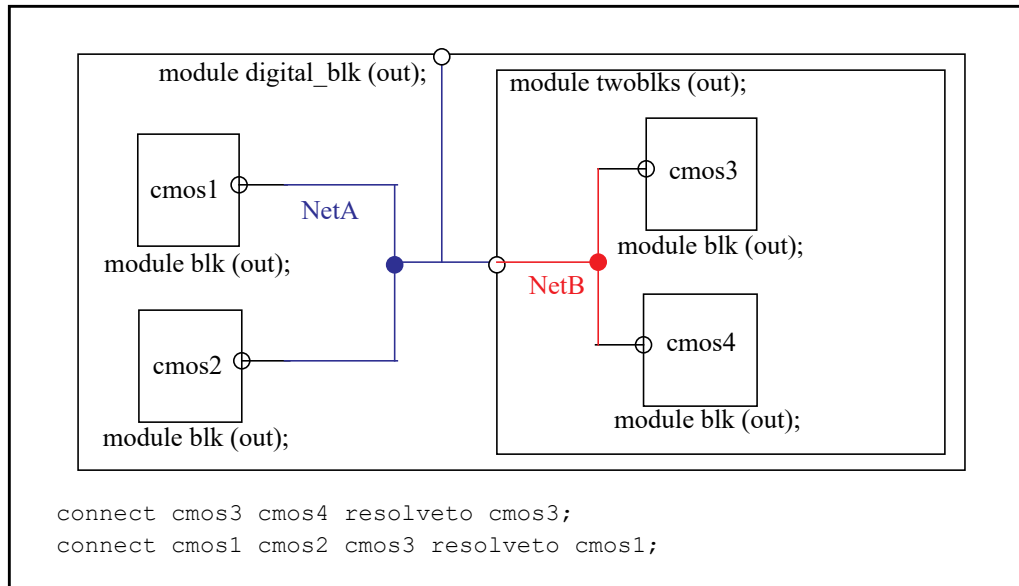 module digital_blk (out);
module twoblks (out);
cmos1
cmos3
NetA
module blk (out);
module blk (out);
NetB
cmos2
cmos4
module blk (out);
module blk (out);
connect cmos3 cmos4 resolveto cmos3;
connect cmos1 cmos2 cmos3 resolveto cmos1;